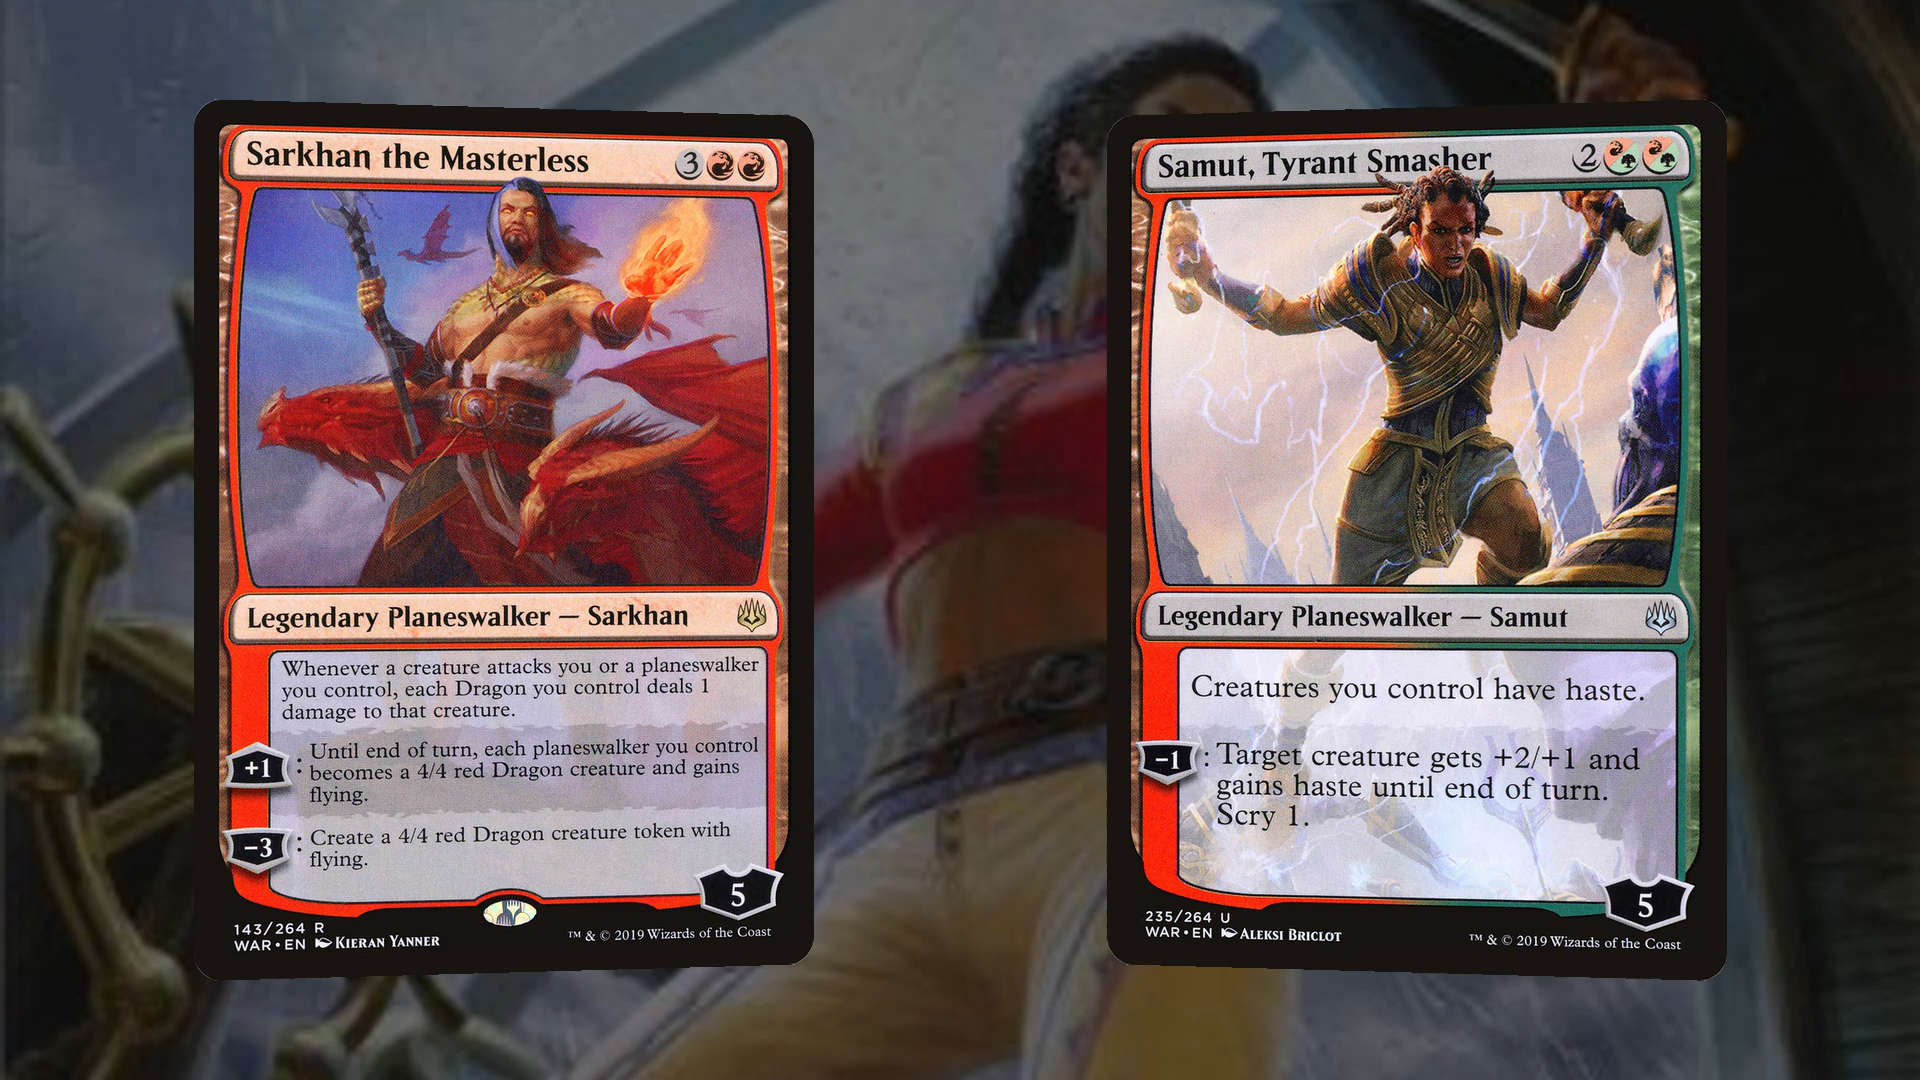 Sarkhan the Masterless 3
Legendary Planeswalker — Sarkhan
Whenever a creature attacks you or a planeswalker
you control, each Dragon you control deals 1
damage to that creature.
+1 : Until end of turn, each planeswalker you control
becomes a 4/4 red Dragon creature and gains
flying.
−3 : Create a 4/4 red Dragon creature token with
flying.
5
143/264 R
WAR • EN Kieran Yanner
™ & © 2019 Wizards of the Coast
Samut, Tyrant Smasher 2
Legendary Planeswalker — Samut
Creatures you control have haste.
−1 : Target creature gets +2/+1 and
gains haste until end of turn.
Scry 1.
5
235/264 U
WAR • EN Aleksi Briclot
™ & © 2019 Wizards of the Coast